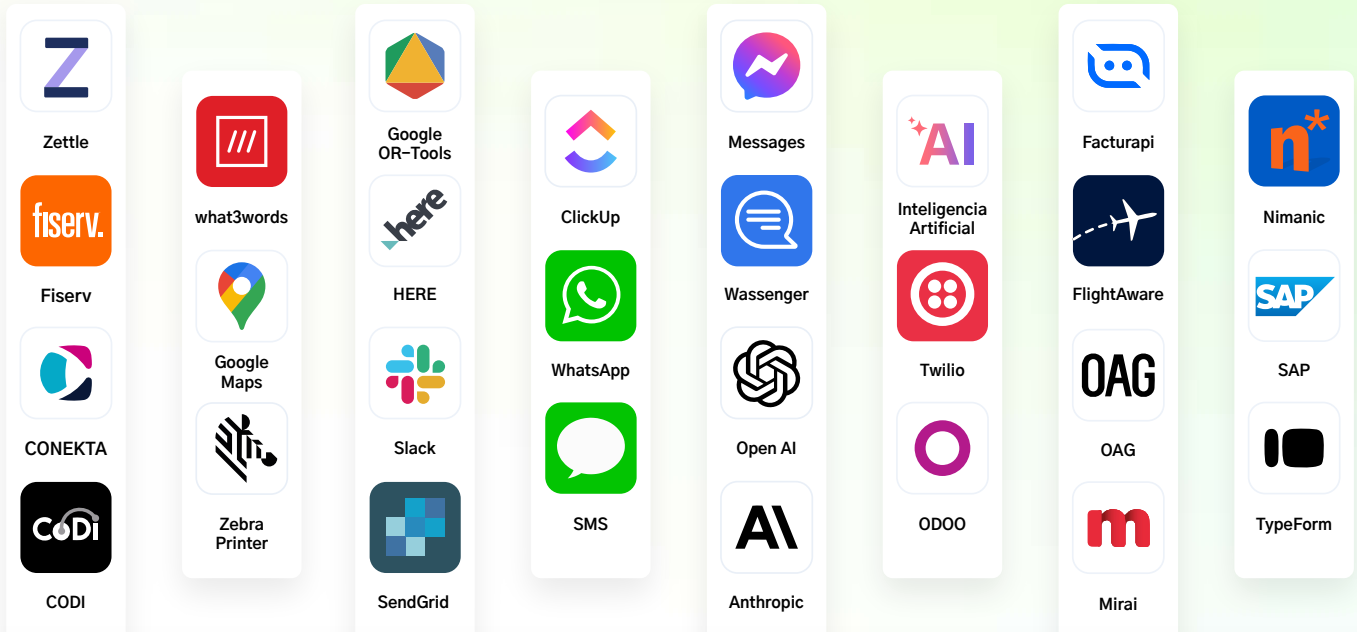 Zettle
fiserv.
Fiserv
CONEKTA
CoDi
CODI
what3words
Google
Maps
Zebra
Printer
Google
OR-Tools
here
HERE
Slack
SendGrid
ClickUp
WhatsApp
SMS
Messages
Wassenger
Open AI
AI
Anthropic
AI
Inteligencia
Artificial
Twilio
ODOO
Facturapi
FlightAware
OAG
OAG
m
Mirai
n*
Nimanic
SAP
SAP
TypeForm